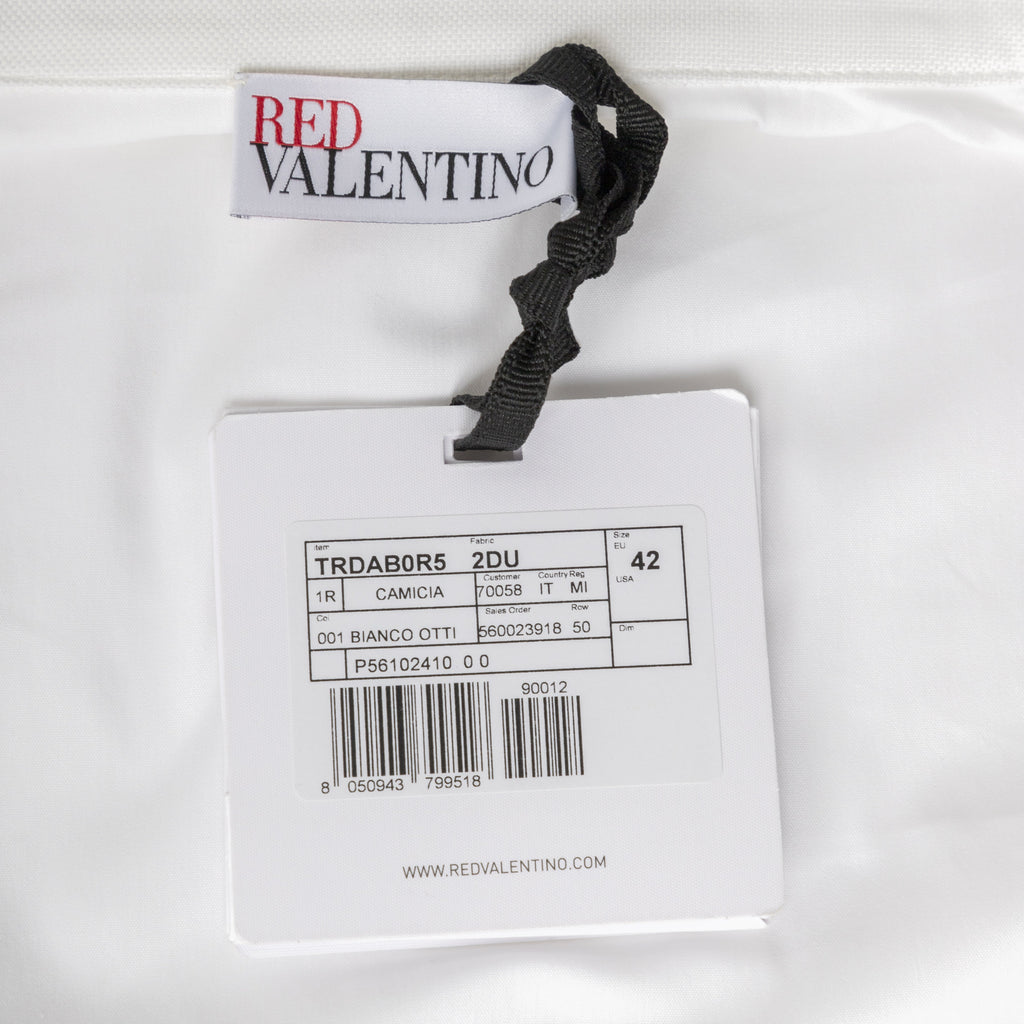 RED
VALENTINO
Item Fabric Size
TRDAB0R5 2DU EU 42
Customer Country Reg USA
1R CAMICIA 70058 IT MI
Col Sales Order Row
001 BIANCO OTTI 560023918 50 Dim
P56102410 0 0
90012
8 050943 799518
WWW.REDVALENTINO.COM